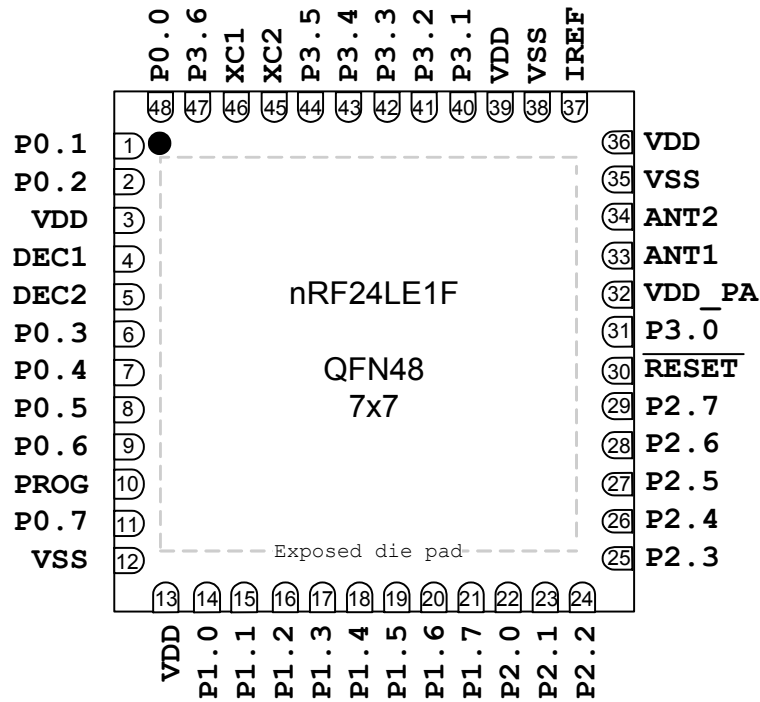 P0.0 P3.6 XC1 XC2 P3.5 P3.4 P3.3 P3.2 P3.1 VDD VSS IREF
48 47 46 45 44 43 42 41 40 39 38 37
P0.1 1 36 VDD
P0.2 2 35 VSS
VDD 3 34 ANT2
DEC1 4 33 ANT1
DEC2 5 nRF24LE1F 32 VDD_PA
P0.3 6 31 P3.0
P0.4 7 QFN48 30 RESET
P0.5 8 7x7 29 P2.7
P0.6 9 28 P2.6
PROG 10 27 P2.5
P0.7 11 26 P2.4
VSS 12 Exposed die pad 25 P2.3
13 14 15 16 17 18 19 20 21 22 23 24
VDD P1.0 P1.1 P1.2 P1.3 P1.4 P1.5 P1.6 P1.7 P2.0 P2.1 P2.2